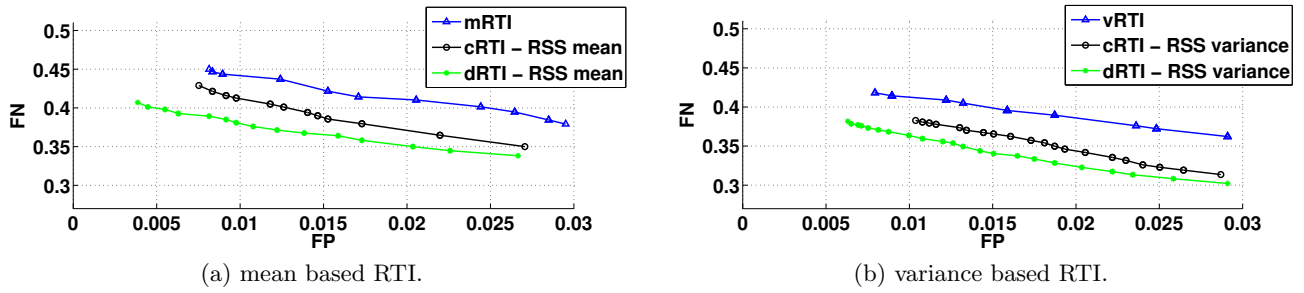 0.5
0.45
0.4
0.35
0.3
FN
0
0.005
0.01
0.015
0.02
0.025
0.03
FP
mRTI
cRTI − RSS mean
dRTI − RSS mean
(a) mean based RTI.
0.5
0.45
0.4
0.35
0.3
FN
0
0.005
0.01
0.015
0.02
0.025
0.03
FP
vRTI
cRTI − RSS variance
dRTI − RSS variance
(b) variance based RTI.